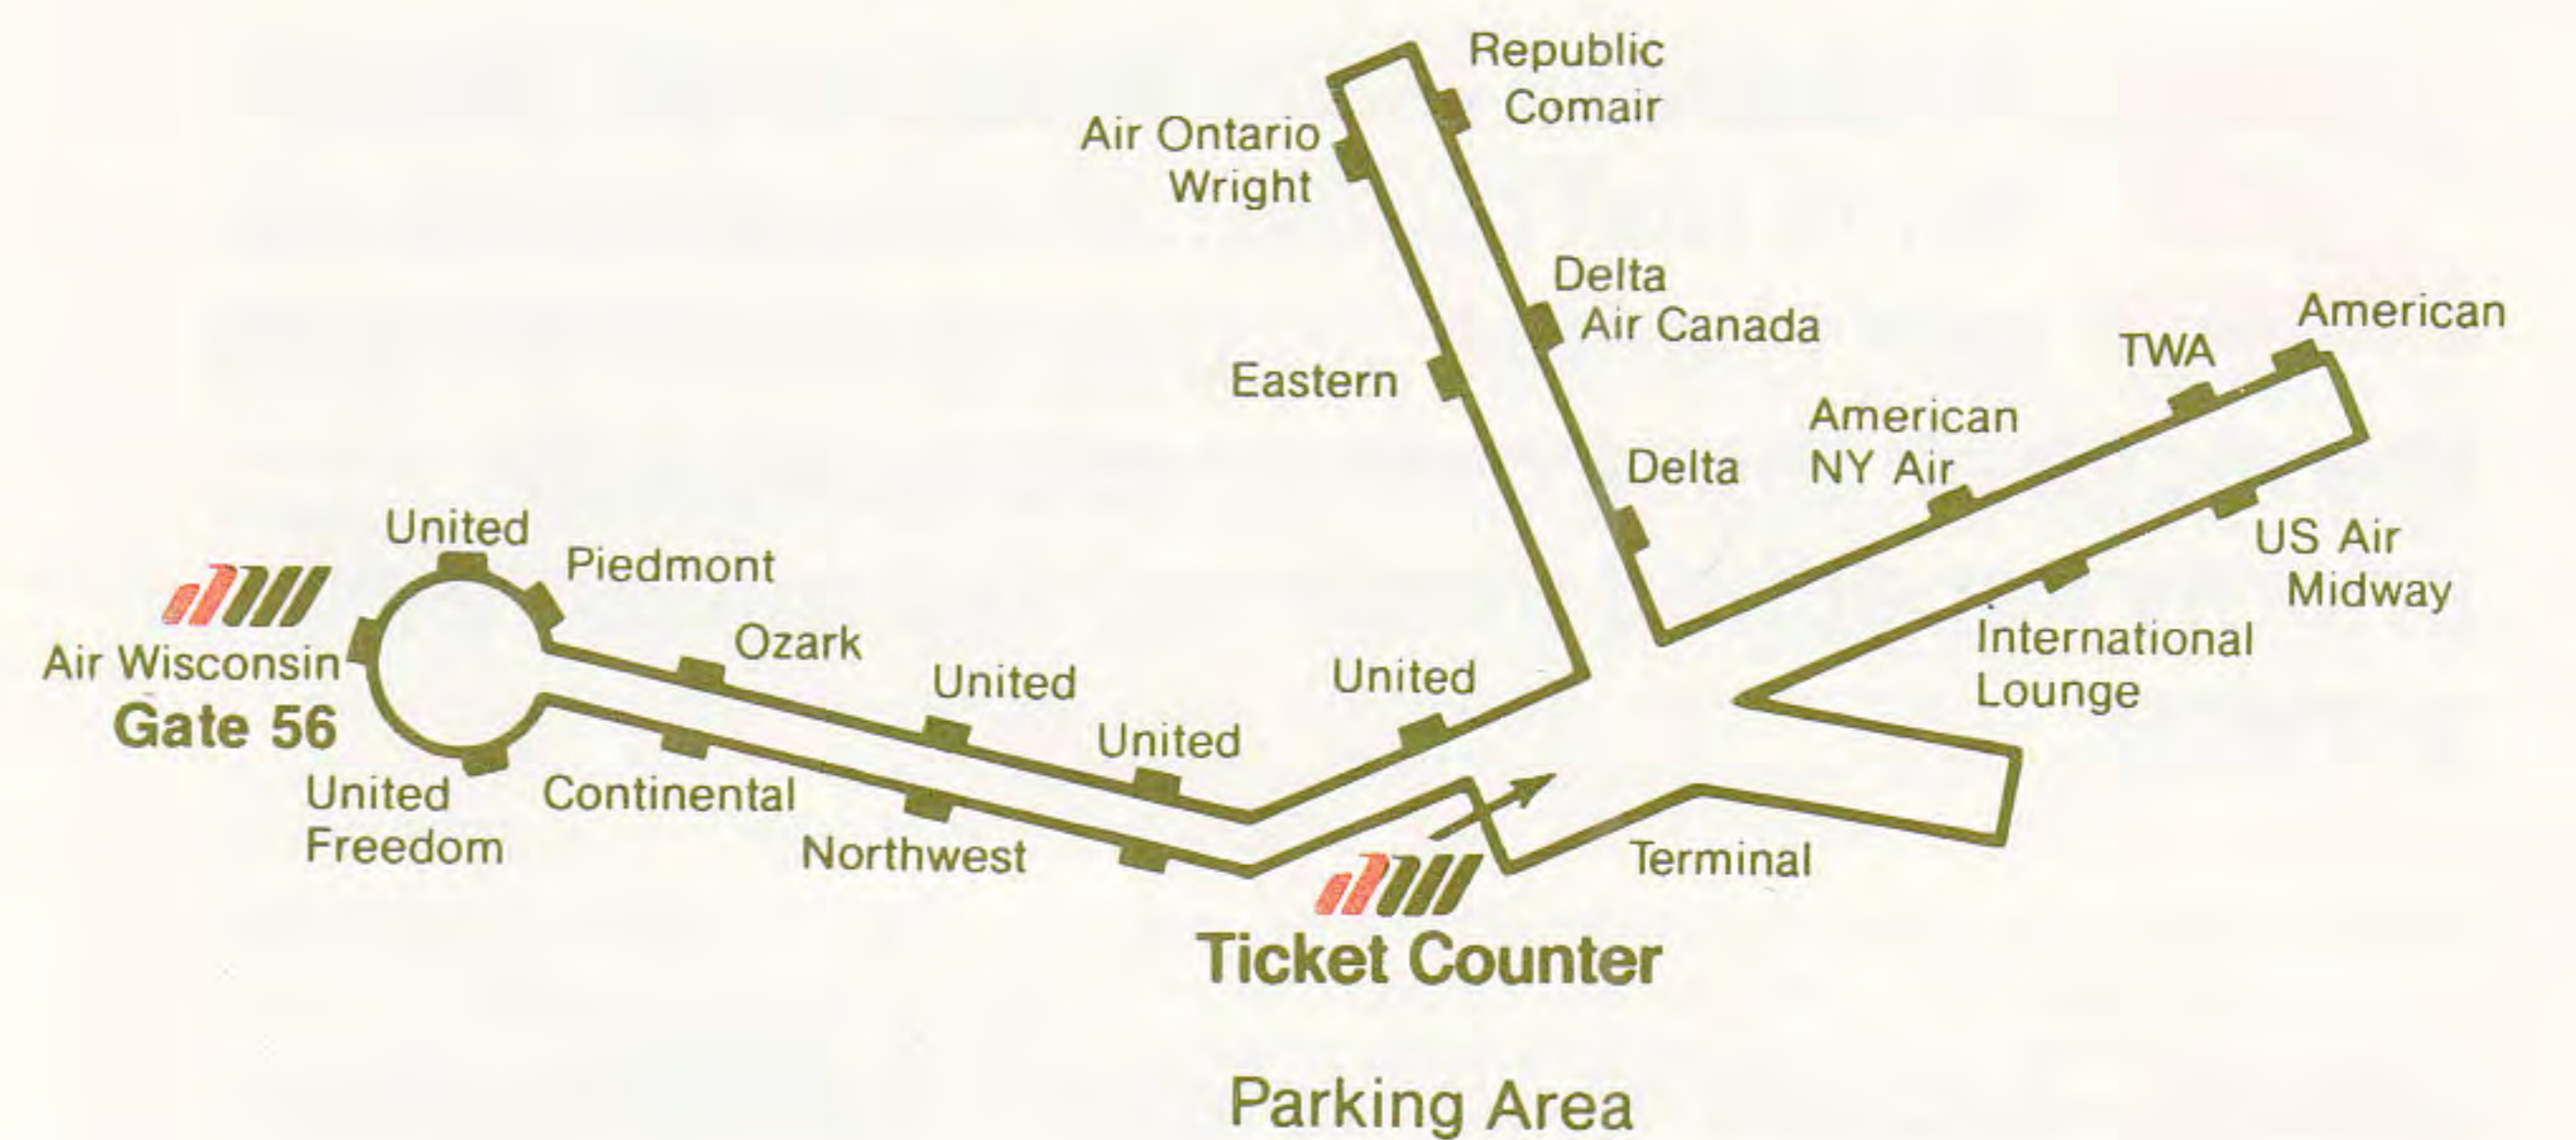 Republic
Comair
Air Ontario
Wright
Delta
Air Canada
Eastern
American
TWA
American
NY Air
Delta
US Air
Midway
International
Lounge
United
Piedmont
Air Wisconsin
Gate 56
Ozark
United
United
United
United
Freedom
Continental
Northwest
Terminal
Ticket Counter
Parking Area